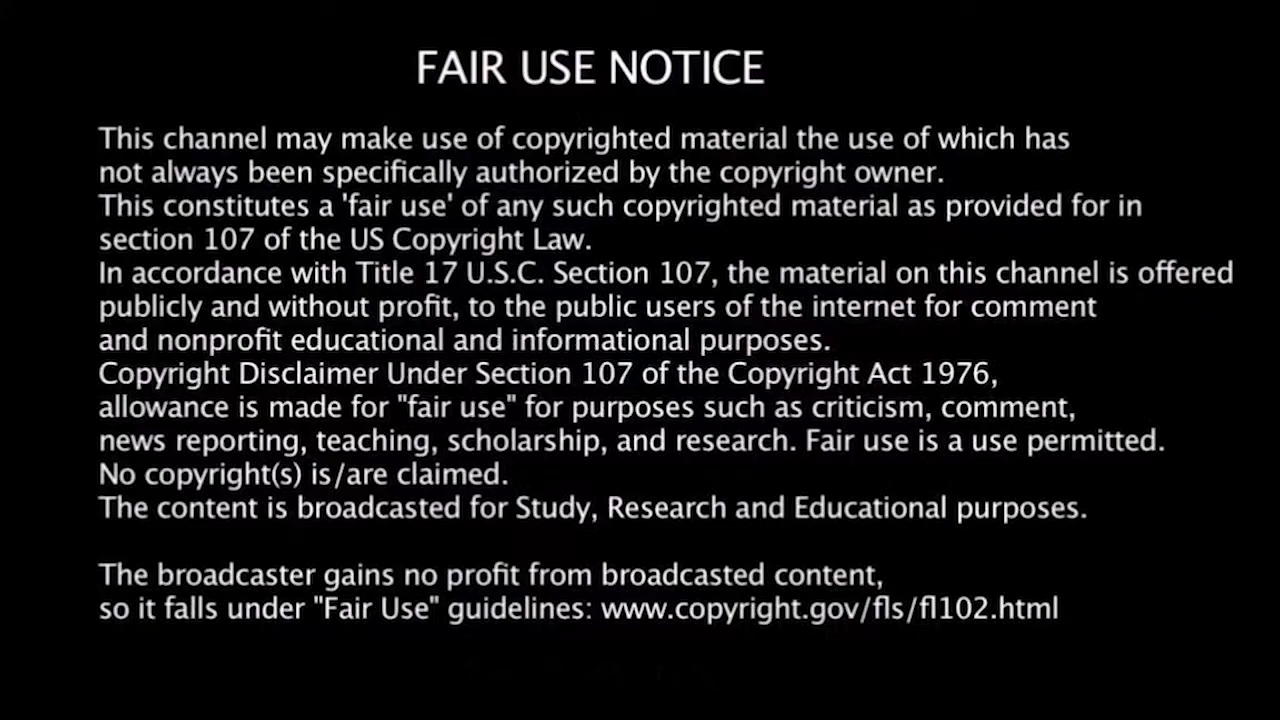 FAIR USE NOTICE
This channel may make use of copyrighted material the use of which has
not always been specifically authorized by the copyright owner.
This constitutes a 'fair use' of any such copyrighted material as provided for in
section 107 of the US Copyright Law.
In accordance with Title 17 U.S.C. Section 107, the material on this channel is offered
publicly and without profit, to the public users of the internet for comment
and nonprofit educational and informational purposes.
Copyright Disclaimer Under Section 107 of the Copyright Act 1976,
allowance is made for "fair use" for purposes such as criticism, comment,
news reporting, teaching, scholarship, and research. Fair use is a use permitted.
No copyright(s) is/are claimed.
The content is broadcasted for Study, Research and Educational purposes.
The broadcaster gains no profit from broadcasted content,
so it falls under "Fair Use" guidelines: www.copyright.gov/fls/fl102.html